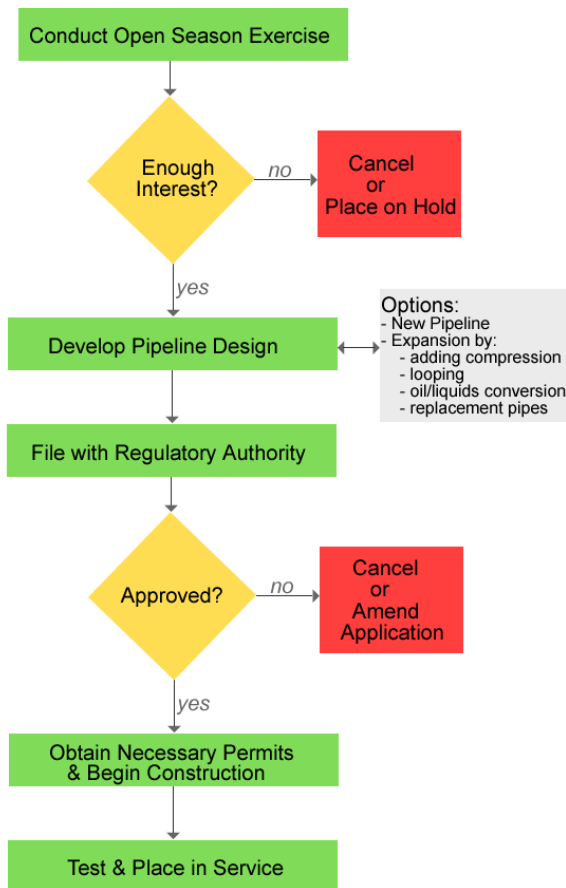 Conduct Open Season Exercise
Enough
Interest?
no
Cancel
or
Place on Hold
yes
Develop Pipeline Design
Options:
- New Pipeline
- Expansion by:
- adding compression
- looping
- oil/liquids conversion
- replacement pipes
File with Regulatory Authority
Approved?
no
Cancel
or
Amend
Application
yes
Obtain Necessary Permits
& Begin Construction
Test & Place in Service